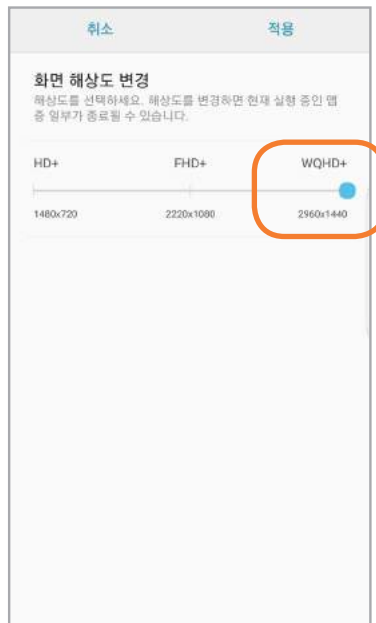 취소 적용
화면 해상도 변경
해상도를 선택하세요. 해상도를 변경하면 현재 실행 중인 앱
중 일부가 종료될 수 있습니다.
HD+ FHD+ WQHD+
1480x720 2220x1080 2960x1440